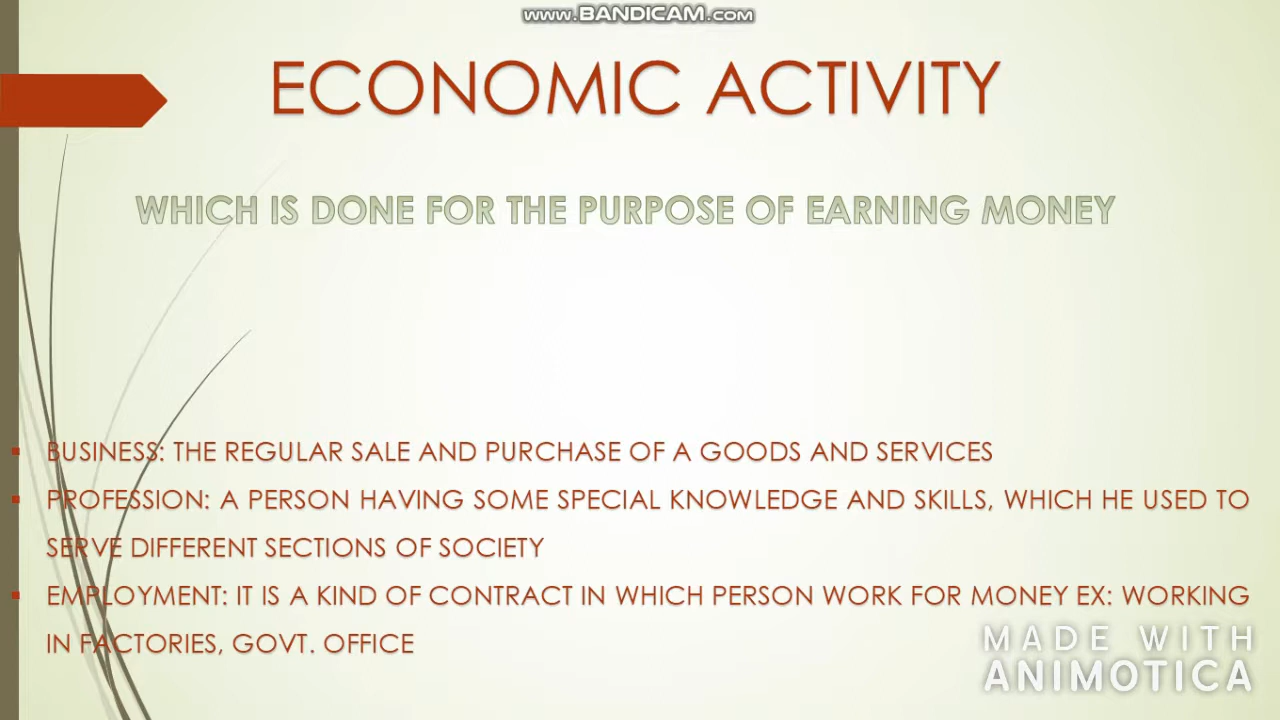 www.BANDICAM.com
ECONOMIC ACTIVITY
WHICH IS DONE FOR THE PURPOSE OF EARNING MONEY
▪ BUSINESS: THE REGULAR SALE AND PURCHASE OF A GOODS AND SERVICES
▪ PROFESSION: A PERSON HAVING SOME SPECIAL KNOWLEDGE AND SKILLS, WHICH HE USED TO
SERVE DIFFERENT SECTIONS OF SOCIETY
▪ EMPLOYMENT: IT IS A KIND OF CONTRACT IN WHICH PERSON WORK FOR MONEY EX: WORKING
IN FACTORIES, GOVT. OFFICE
MADE WITH
ANIMOTICA